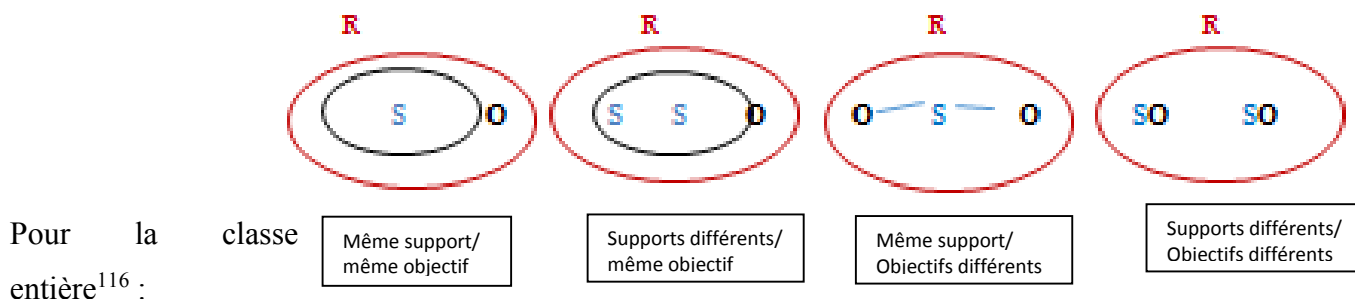 R R R R
S O S S O O S O SO SO
Pour la classe
entière116 :
Même support/
même objectif
Supports différents/
même objectif
Même support/
Objectifs différents
Supports différents/
Objectifs différents